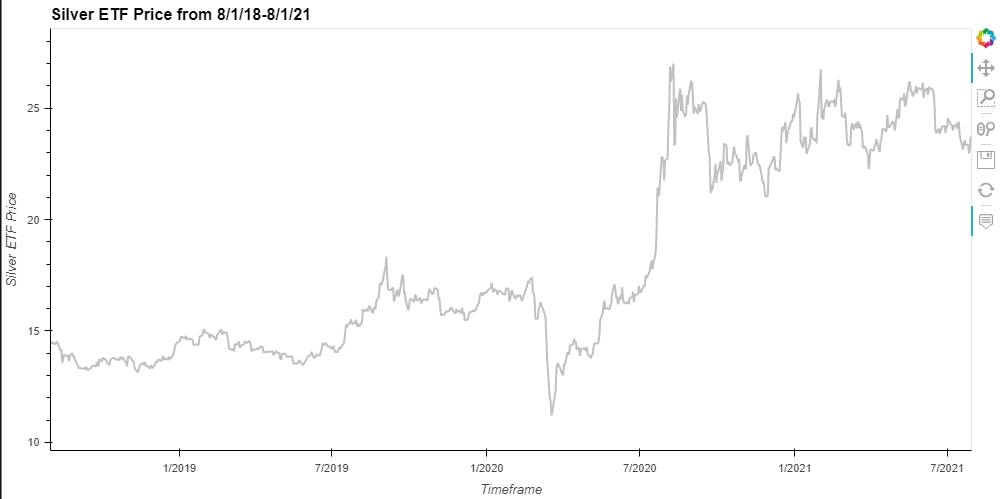 Silver ETF Price from 8/1/18-8/1/21
25
20
15
10
Silver ETF Price
1/2019 7/2019 1/2020 7/2020 1/2021 7/2021
Timeframe